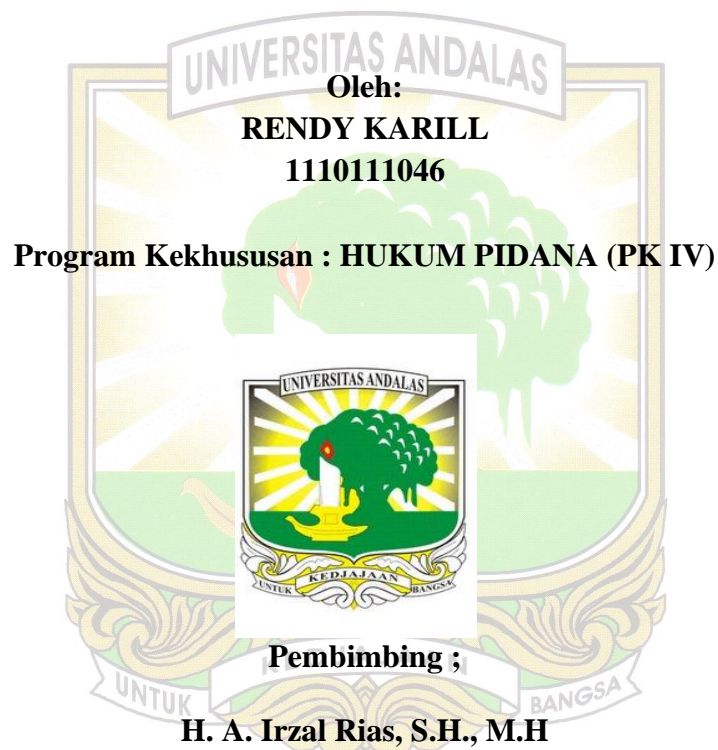 UNIVERSITAS ANDALAS
Oleh:
RENDY KARILL
1110111046
Program Kekhususan : HUKUM PIDANA (PK IV)
UNIVERSITAS ANDALAS
UNTUK KEDJAJAAN BANGSA
Pembimbing ;
UNTUK BANGSA
H. A. Irzal Rias, S.H., M.H